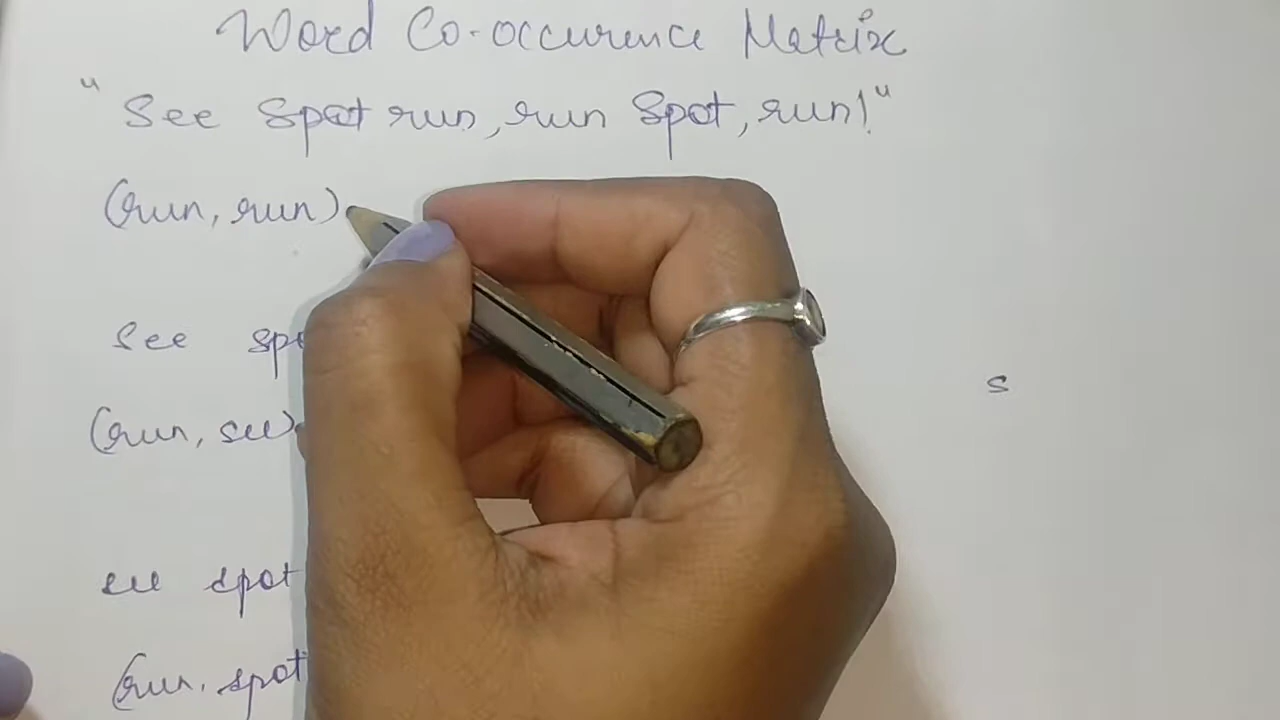 Word Co-occurence Matrix
"See Spot run, run Spot, run!"
(run, run)
See
s
(run, see)
see spot
(run, spot